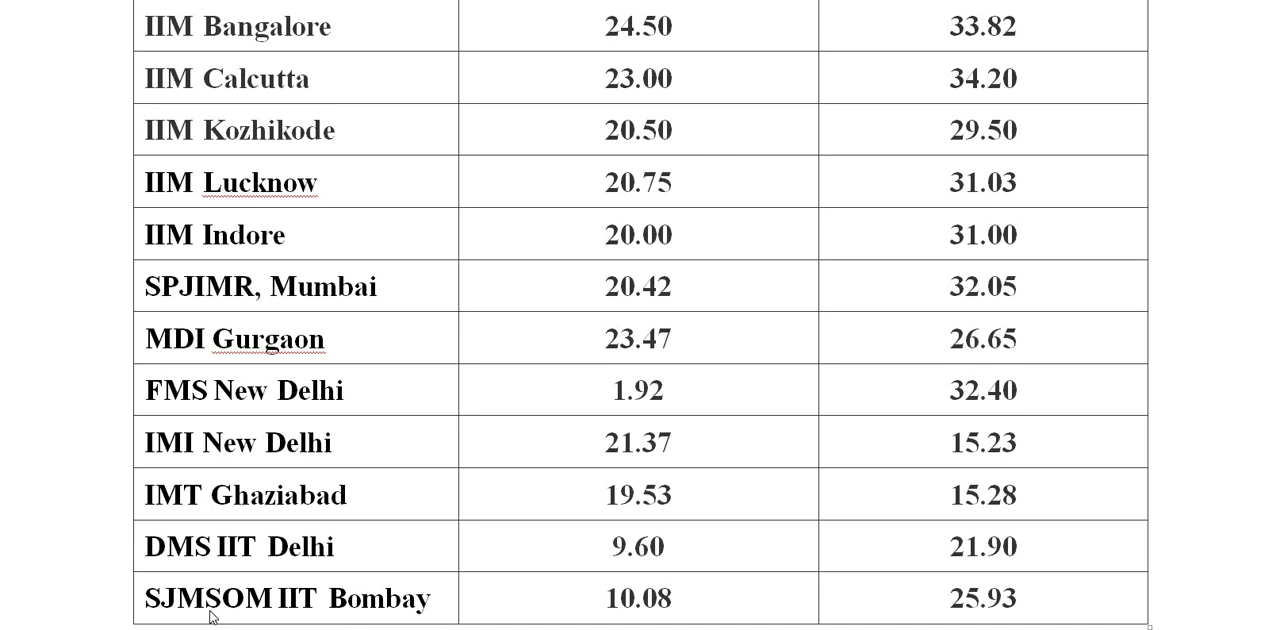 IIM Bangalore 24.50 33.82
IIM Calcutta 23.00 34.20
IIM Kozhikode 20.50 29.50
IIM Lucknow 20.75 31.03
IIM Indore 20.00 31.00
SPJIMR, Mumbai 20.42 32.05
MDI Gurgaon 23.47 26.65
FMS New Delhi 1.92 32.40
IMI New Delhi 21.37 15.23
IMT Ghaziabad 19.53 15.28
DMS IIT Delhi 9.60 21.90
SJMSOM IIT Bombay 10.08 25.93